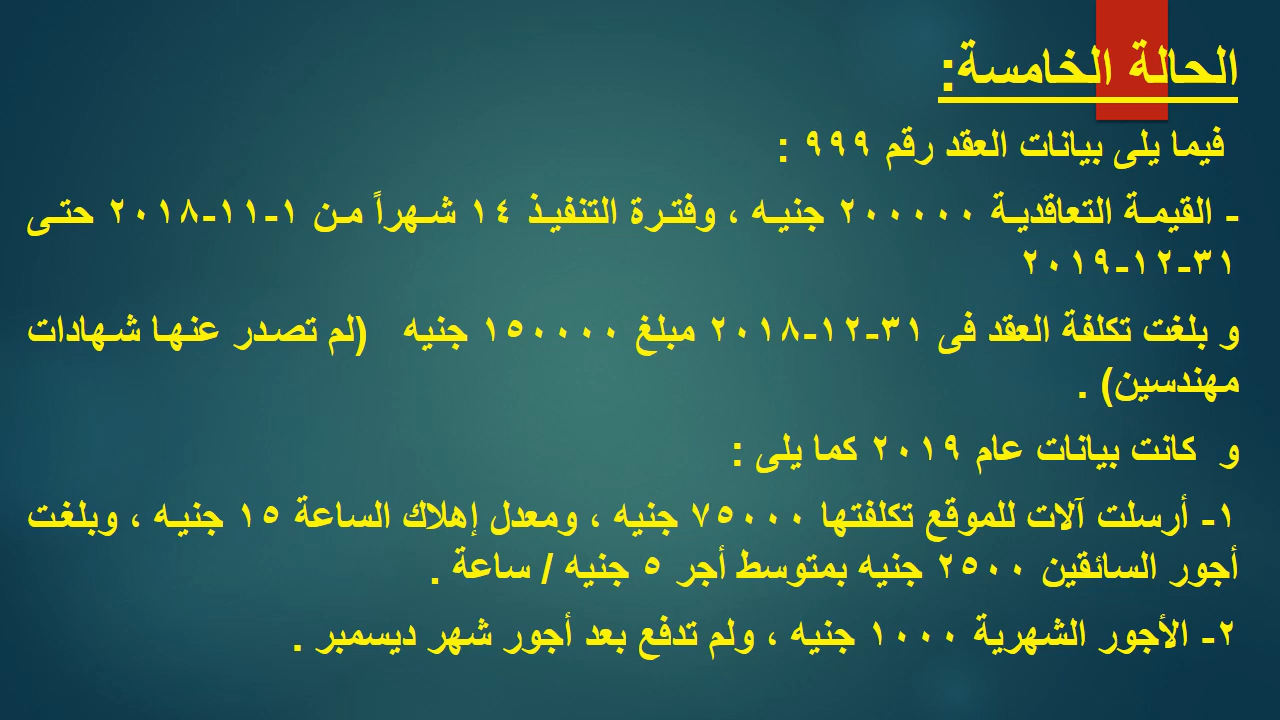 الحالة الخامسة:
فيما يلى بيانات العقد رقم ٩٩٩ :
- القيمة التعاقدية ٢٠٠٠٠٠ جنيه ، وفترة التنفيذ ١٤ شهراً من ١-١١-٢٠١٨ حتى
٣١-١٢-٢٠١٩
و بلغت تكلفة العقد فى ٣١-١٢-٢٠١٨ مبلغ ١٥٠٠٠٠ جنيه (لم تصدر عنها شهادات
مهندسين) .
و كانت بيانات عام ٢٠١٩ كما يلى :
١- أرسلت آلات للموقع تكلفتها ٧٥٠٠٠ جنيه ، ومعدل إهلاك الساعة ١٥ جنيه ، وبلغت
أجور السائقين ٢٥٠٠ جنيه بمتوسط أجر ٥ جنيه / ساعة .
٢- الأجور الشهرية ١٠٠٠ جنيه ، ولم تدفع بعد أجور شهر ديسمبر .